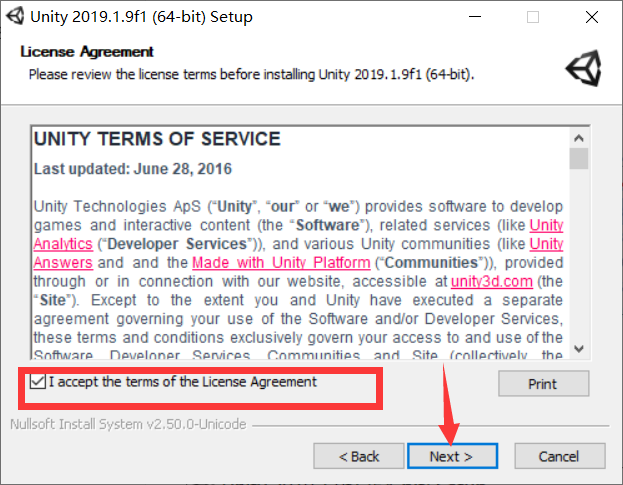 Unity 2019.1.9f1 (64-bit) Setup
License Agreement
Please review the license terms before installing Unity 2019.1.9f1 (64-bit).
UNITY TERMS OF SERVICE
Last updated: June 28, 2016
Unity Technologies ApS (“Unity”, “our” or “we”) provides software to develop
games and interactive content (the “Software”), related services (like Unity
Analytics (“Developer Services”)), and various Unity communities (like Unity
Answers and and the Made with Unity Platform (“Communities”)), provided
through or in connection with our website, accessible at unity3d.com (the
“Site”). Except to the extent you and Unity have executed a separate
agreement governing your use of the Software and/or Developer Services,
these terms and conditions exclusively govern your access to and use of the
Software, Developer Services, Communities and Site (collectively, the
I accept the terms of the License Agreement
Print
Nullsoft Install System v2.50.0-Unicode
< Back
Next >
Cancel